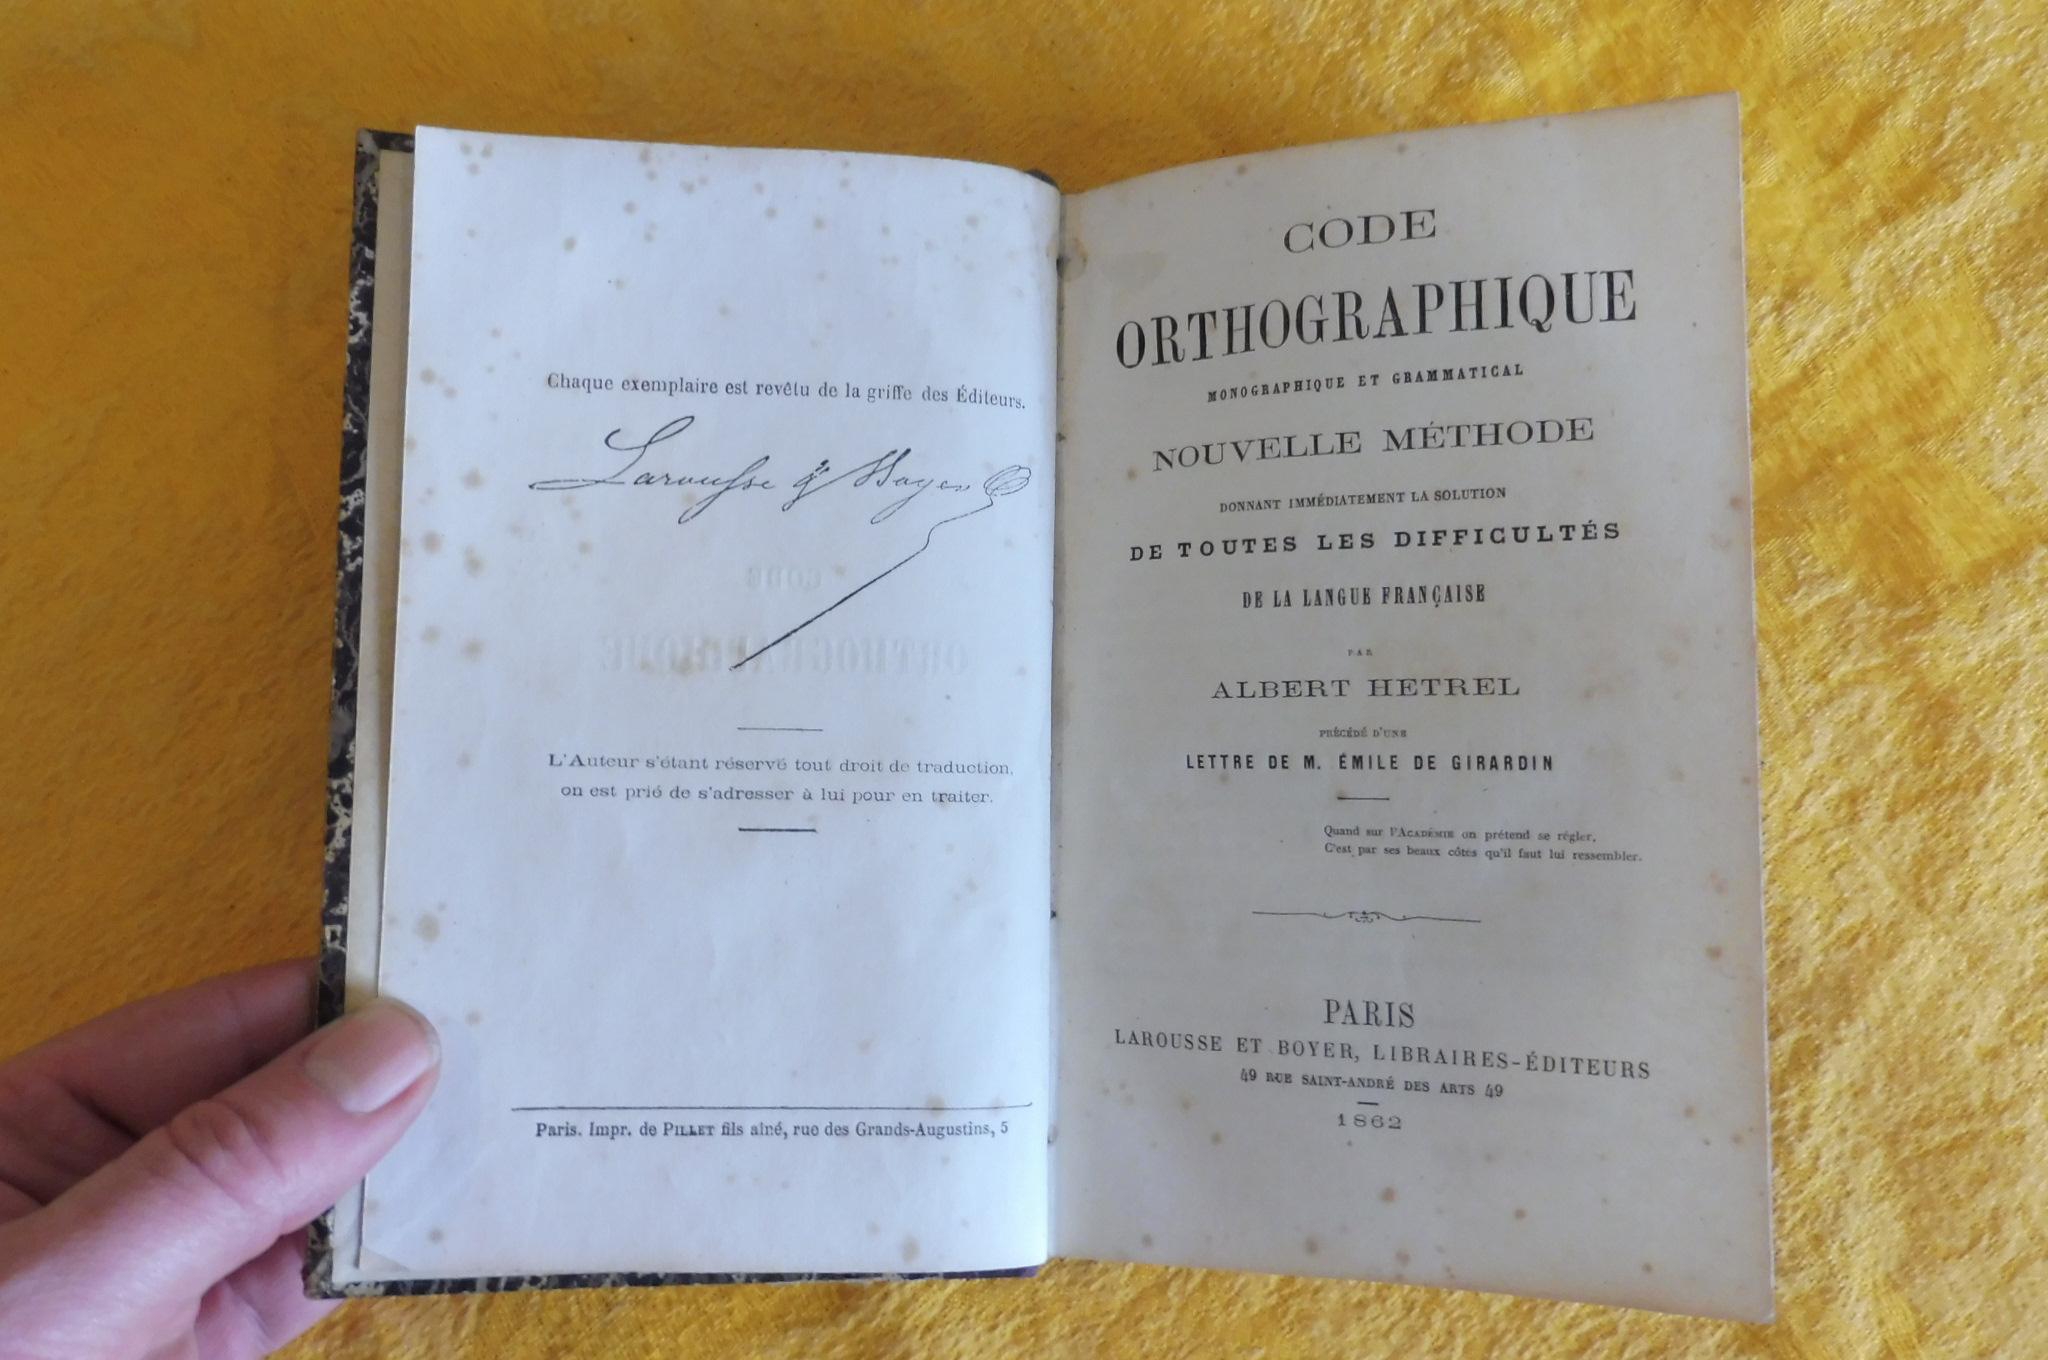 Chaque exemplaire est revêtu de la griffe des Éditeurs.
Larousse & Boyer
L'Auteur s'étant réservé tout droit de traduction,
on est prié de s'adresser à lui pour en traiter.
Paris. Impr. de PILLET fils aîné, rue des Grands-Augustins, 5
CODE
ORTHOGRAPHIQUE
MONOGRAPHIQUE ET GRAMMATICAL
NOUVELLE MÉTHODE
DONNANT IMMÉDIATEMENT LA SOLUTION
DE TOUTES LES DIFFICULTÉS
DE LA LANGUE FRANÇAISE
PAR
ALBERT HETREL
PRÉCÉDÉ D'UNE
LETTRE DE M. ÉMILE DE GIRARDIN
Quand sur l'ACADÉMIE on prétend se régler,
C'est par ses beaux côtés qu'il faut lui ressembler.
PARIS
LAROUSSE ET BOYER, LIBRAIRES-ÉDITEURS
49 RUE SAINT-ANDRÉ DES ARTS 49
1862